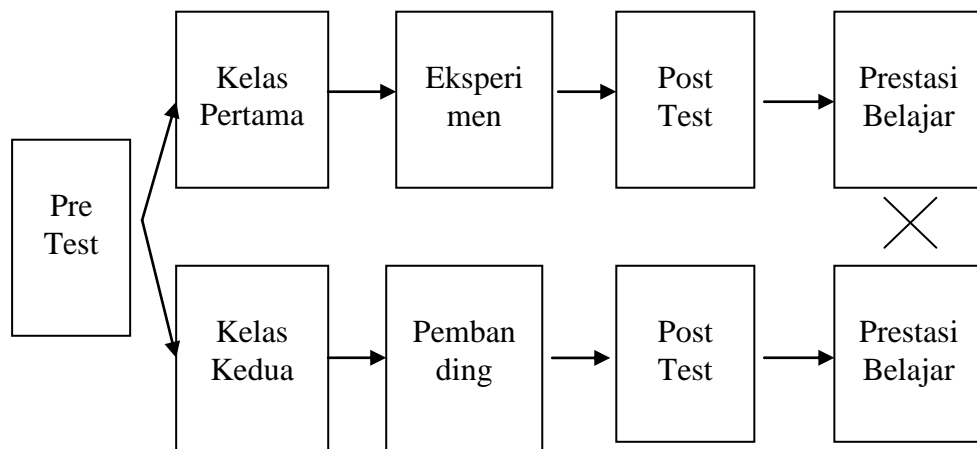 Pre
Test
Kelas
Pertama
Eksperi
men
Post
Test
Prestasi
Belajar
Kelas
Kedua
Pemban
ding
Post
Test
Prestasi
Belajar